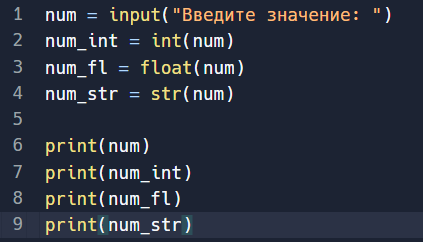 1 num = input("Введите значение: ")
2 num_int = int(num)
3 num_fl = float(num)
4 num_str = str(num)
5
6 print(num)
7 print(num_int)
8 print(num_fl)
9 print(num_str)